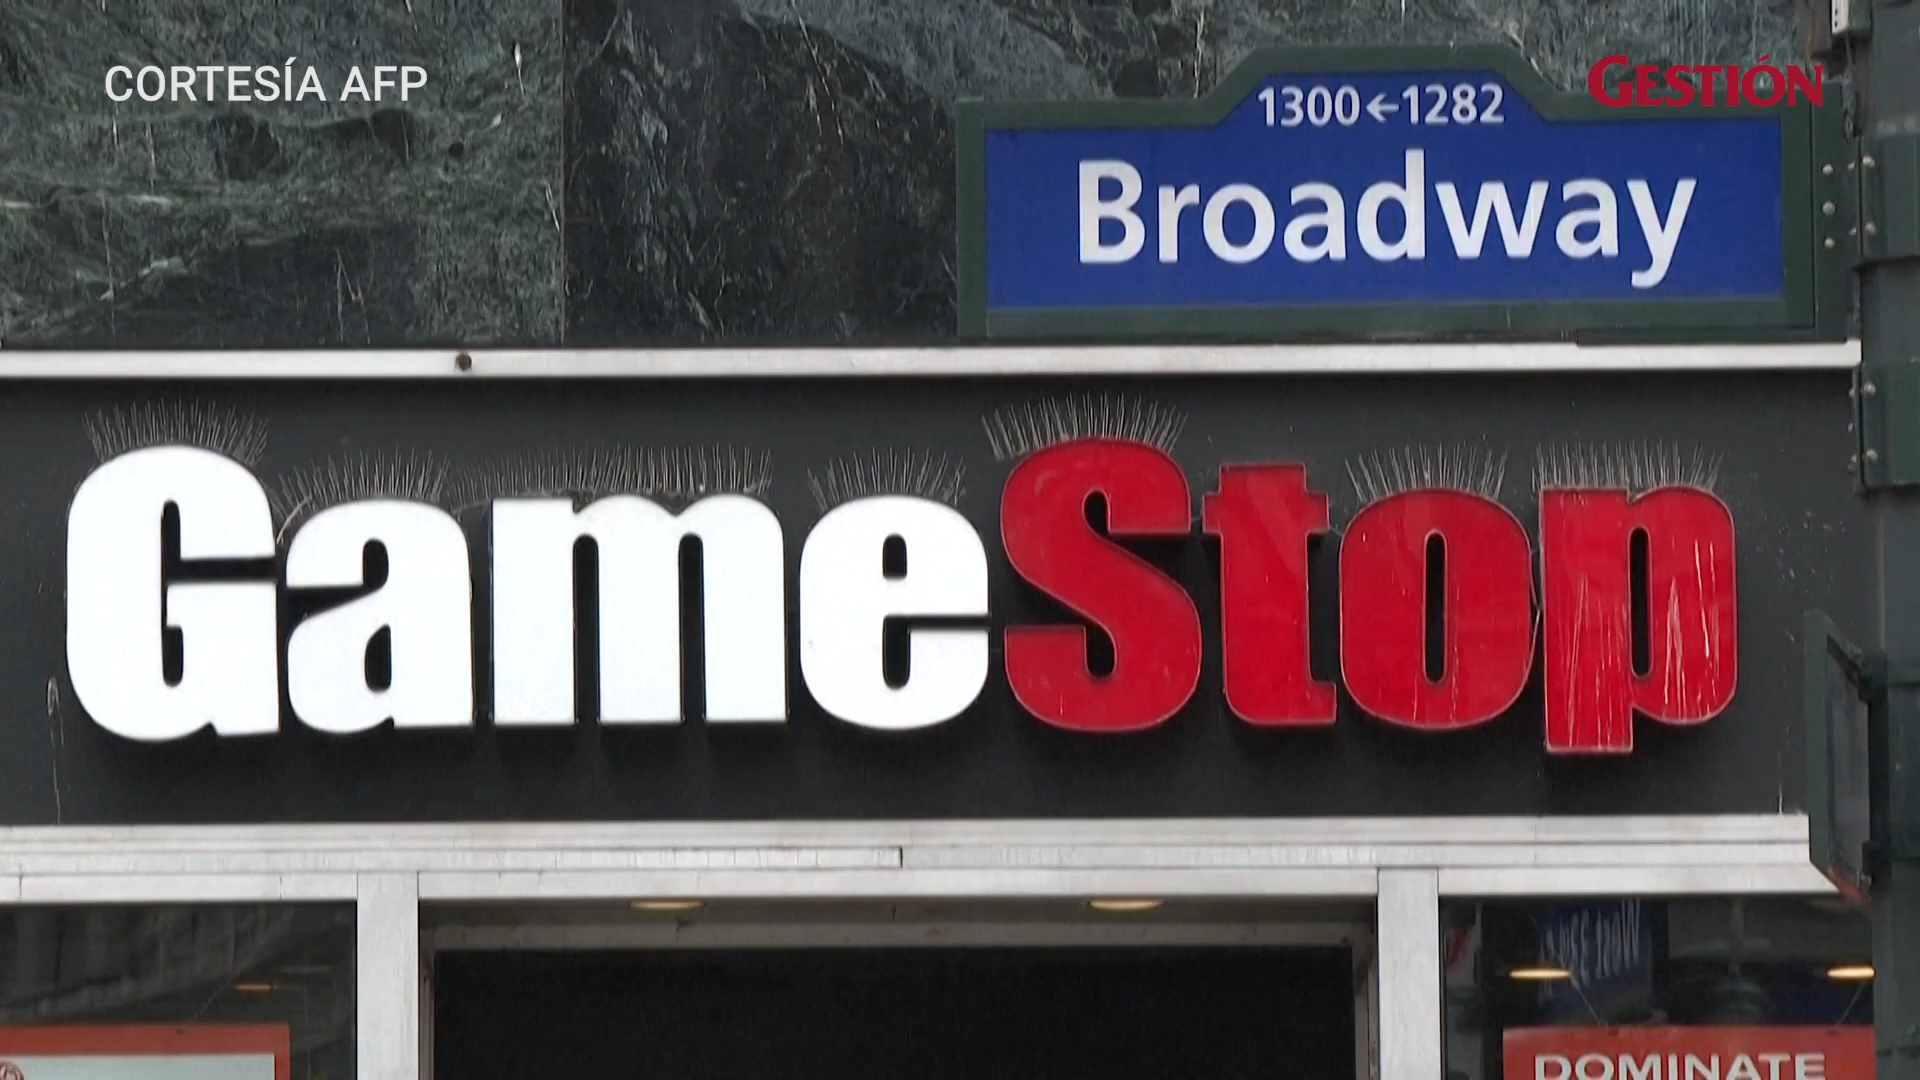 CORTESÍA AFP
GESTIÓN
1300←1282
Broadway
GameStop
DOMINATE